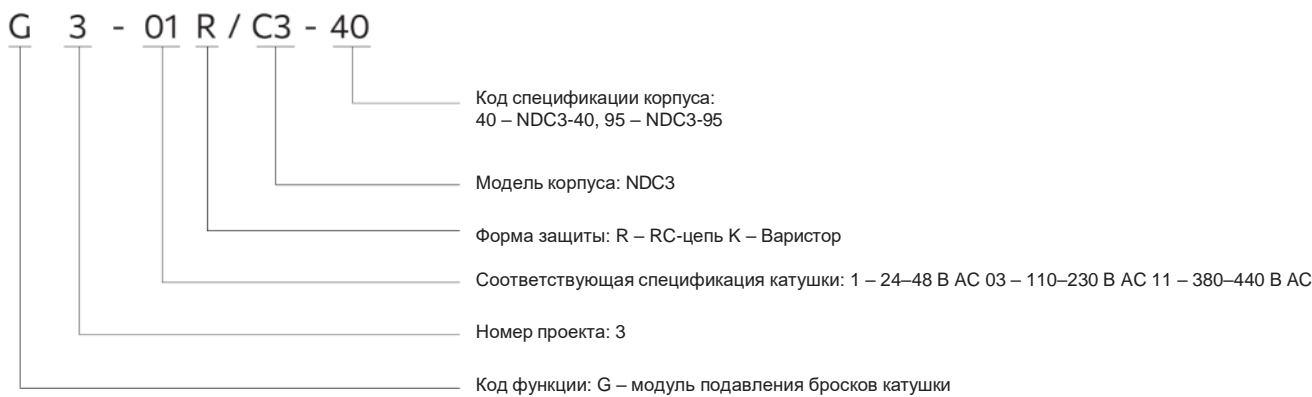 G 3 - 01 R / C3 - 40
Код спецификации корпуса:
40 – NDC3-40, 95 – NDC3-95
Модель корпуса: NDC3
Форма защиты: R – RC-цепь K – Варистор
Соответствующая спецификация катушки: 1 – 24–48 В AC 03 – 110–230 В AC 11 – 380–440 В AC
Номер проекта: 3
Код функции: G – модуль подавления бросков катушки